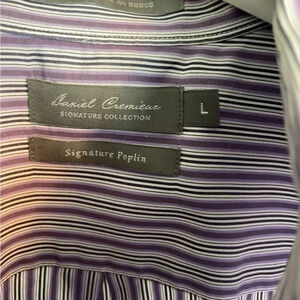 Daniel Cremieux
SIGNATURE COLLECTION
L
Signature Poplin